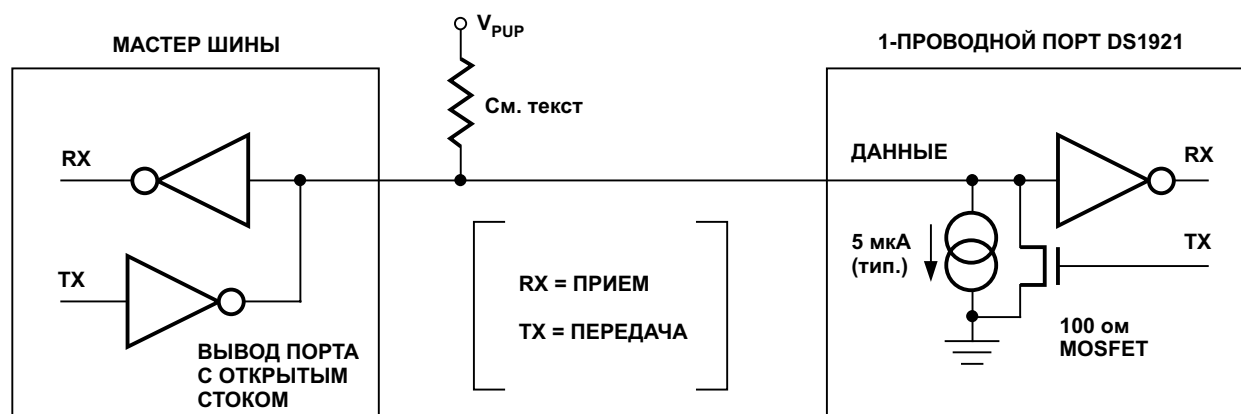 МАСТЕР ШИНЫ
V_PUP
1-ПРОВОДНОЙ ПОРТ DS1921
См. текст
RX
ДАННЫЕ
RX
TX
5 мкА
(тип.)
TX
RX = ПРИЕМ
TX = ПЕРЕДАЧА
ВЫВОД ПОРТА
С ОТКРЫТЫМ
СТОКОМ
100 ом
MOSFET